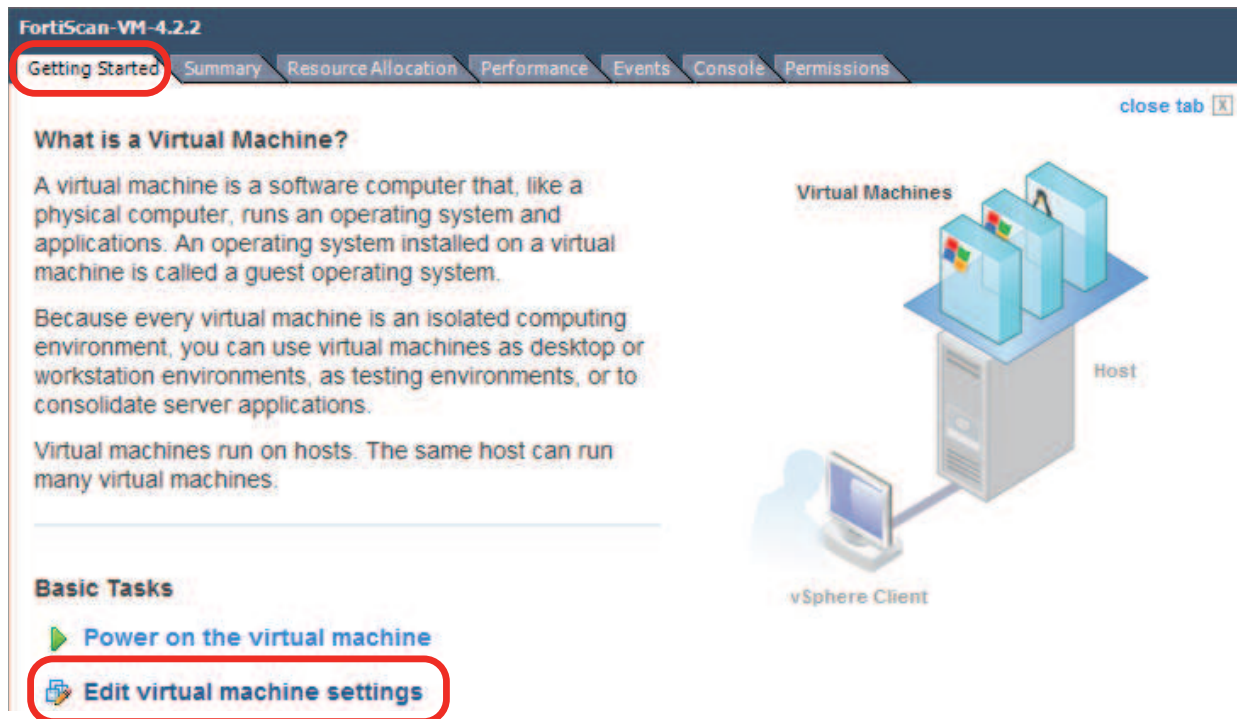 FortiScan-VM-4.2.2
Getting Started Summary Resource Allocation Performance Events Console Permissions
close tab X
What is a Virtual Machine?
A virtual machine is a software computer that, like a
physical computer, runs an operating system and
applications. An operating system installed on a virtual
machine is called a guest operating system.
Because every virtual machine is an isolated computing
environment, you can use virtual machines as desktop or
workstation environments, as testing environments, or to
consolidate server applications.
Virtual machines run on hosts. The same host can run
many virtual machines.
Virtual Machines
Host
vSphere Client
Basic Tasks
Power on the virtual machine
Edit virtual machine settings